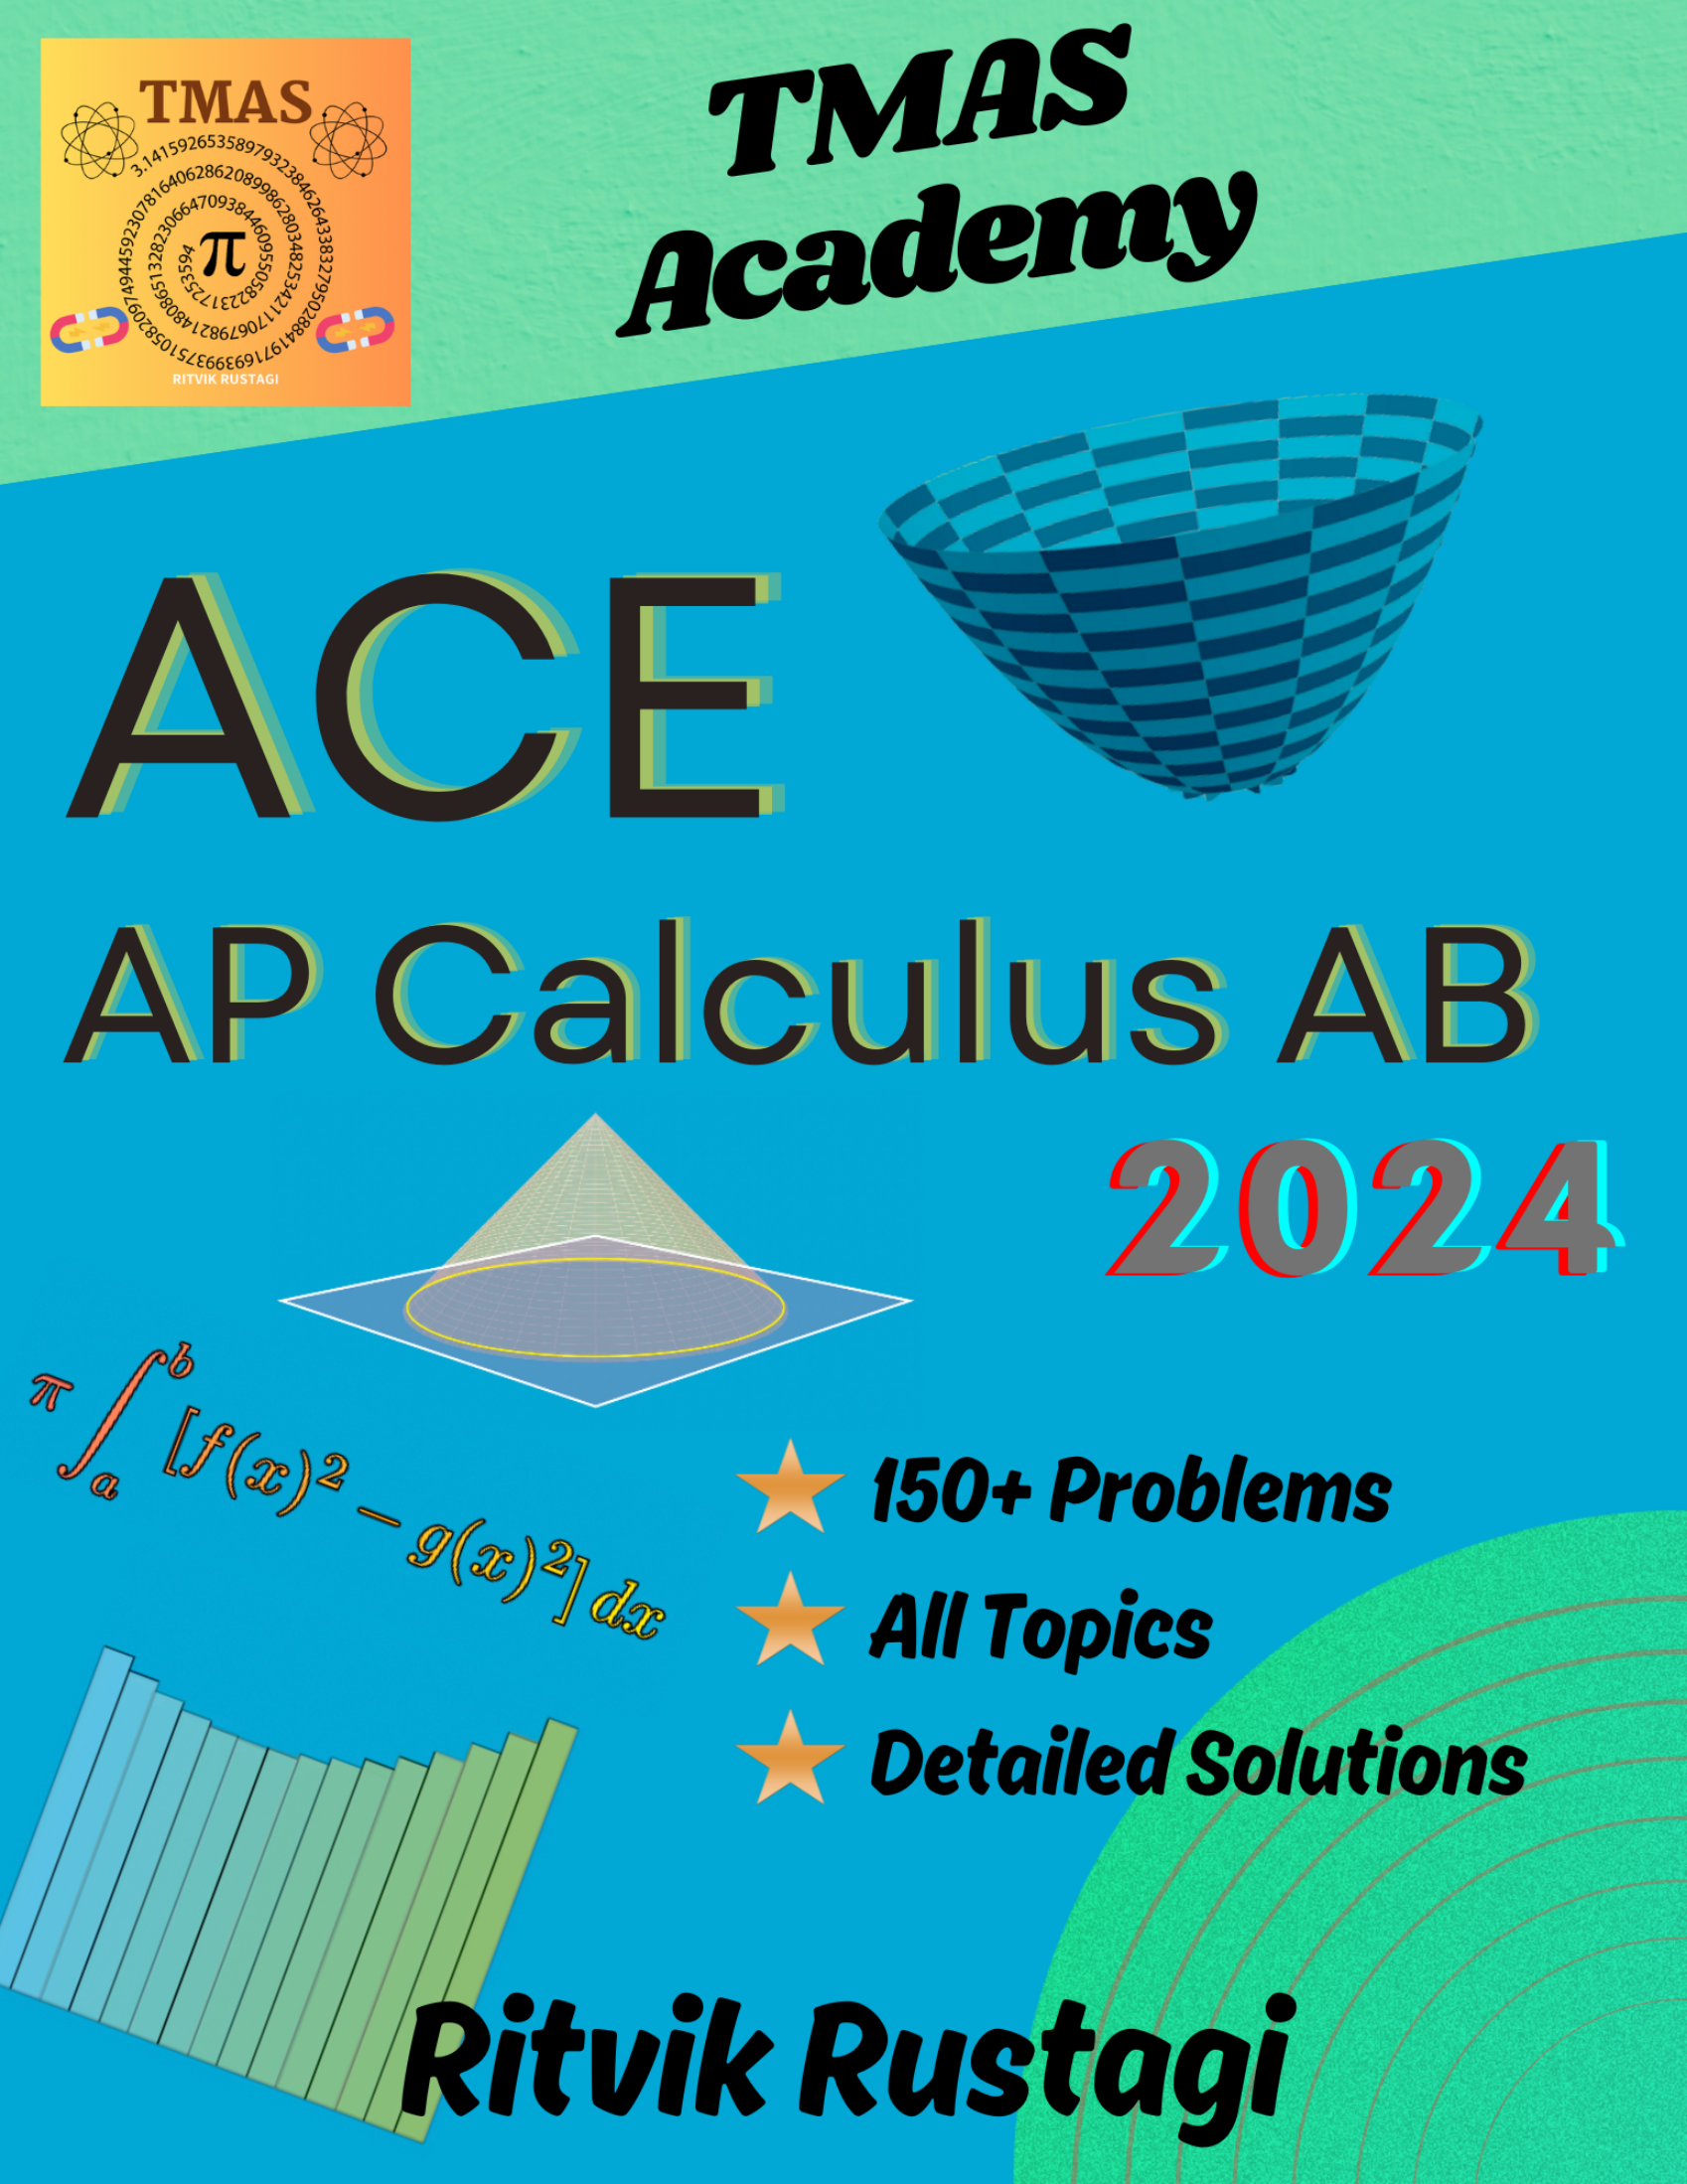 TMAS
3.1415926535897932384626433832795028841971693993751058209749445923078164062862089986280348253421170679821480865132823066470938446095505822317253594
π
RITVIK RUSTAGI
TMAS
Academy
ACE
AP Calculus AB
2024
π∫_a^b [f(x)² − g(x)²] dx
150+ Problems
All Topics
Detailed Solutions
Ritvik Rustagi